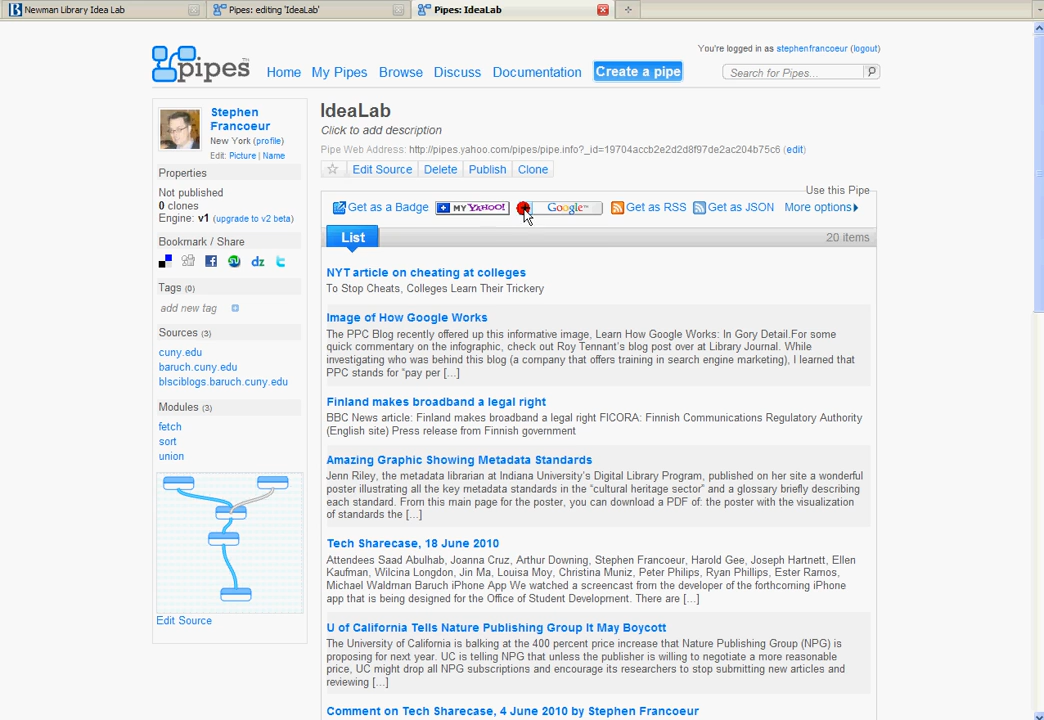 Newman Library Idea Lab
Pipes: editing 'IdeaLab'
Pipes: IdeaLab
You're logged in as stephenfrancoeur (logout)
pipes
Home My Pipes Browse Discuss Documentation Create a pipe
Search for Pipes...
Stephen
Francoeur
New York (profile)
Edit: Picture | Name
Properties
Not published
0 clones
Engine: v1 (upgrade to v2 beta)
Bookmark / Share
Tags (0)
add new tag
Sources (3)
cuny.edu
baruch.cuny.edu
blsciblogs.baruch.cuny.edu
Modules (3)
fetch
sort
union
Edit Source
IdeaLab
Click to add description
Pipe Web Address: http://pipes.yahoo.com/pipes/pipe.info?_id=19704accb2e2d2d8f97de2ac204b75c6 (edit)
Edit Source Delete Publish Clone
Use this Pipe
Get as a Badge MY YAHOO! Google Get as RSS Get as JSON More options
List 20 items
NYT article on cheating at colleges
To Stop Cheats, Colleges Learn Their Trickery
Image of How Google Works
The PPC Blog recently offered up this informative image, Learn How Google Works: In Gory Detail.For some
quick commentary on the infographic, check out Roy Tennant's blog post over at Library Journal. While
investigating who was behind this blog (a company that offers training in search engine marketing), I learned that
PPC stands for “pay per [...]
Finland makes broadband a legal right
BBC News article: Finland makes broadband a legal right FICORA: Finnish Communications Regulatory Authority
(English site) Press release from Finnish government
Amazing Graphic Showing Metadata Standards
Jenn Riley, the metadata librarian at Indiana University's Digital Library Program, published on her site a wonderful
poster illustrating all the key metadata standards in the “cultural heritage sector” and a glossary briefly describing
each standard. From this main page for the poster, you can download a PDF of: the poster with the visualization
of standards the [...]
Tech Sharecase, 18 June 2010
Attendees Saad Abulhab, Joanna Cruz, Arthur Downing, Stephen Francoeur, Harold Gee, Joseph Hartnett, Ellen
Kaufman, Wilcina Longdon, Jin Ma, Louisa Moy, Christina Muniz, Peter Philips, Ryan Phillips, Ester Ramos,
Michael Waldman Baruch iPhone App We watched a screencast from the developer of the forthcoming iPhone
app that is being designed for the Office of Student Development. There are [...]
U of California Tells Nature Publishing Group It May Boycott
The University of California is balking at the 400 percent price increase that Nature Publishing Group (NPG) is
proposing for next year. UC is telling NPG that unless the publisher is willing to negotiate a more reasonable
price, UC might drop all NPG subscriptions and encourage its researchers to stop submitting new articles and
reviewing [...]
Comment on Tech Sharecase, 4 June 2010 by Stephen Francoeur